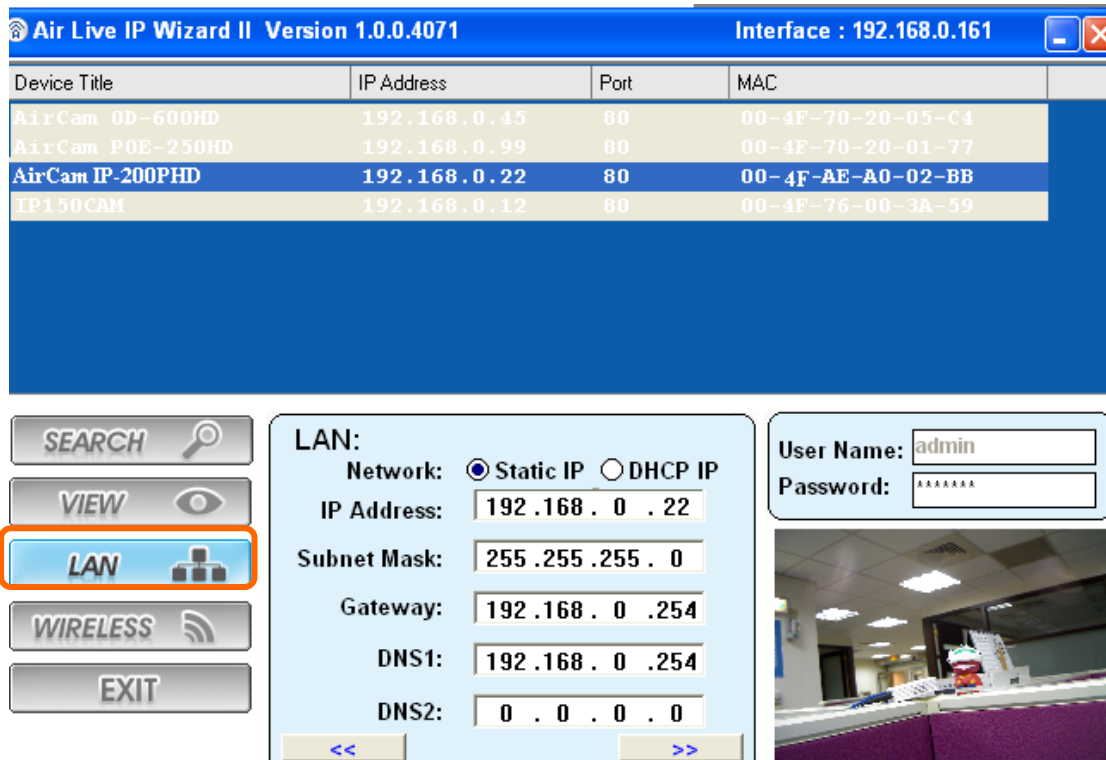 Air Live IP Wizard II Version 1.0.0.4071 Interface : 192.168.0.161
Device Title IP Address Port MAC
AirCam OD-600HD 192.168.0.45 80 00-4F-70-20-05-C4
AirCam POE-250HD 192.168.0.99 80 00-4F-70-20-01-77
AirCam IP-200PHD 192.168.0.22 80 00-4F-AE-A0-02-BB
IP150CAM 192.168.0.12 80 00-4F-76-00-3A-59
SEARCH
VIEW
LAN
WIRELESS
EXIT
LAN:
Network: Static IP DHCP IP
IP Address: 192.168. 0 .22
Subnet Mask: 255.255.255. 0
Gateway: 192.168. 0 .254
DNS1: 192.168. 0 .254
DNS2: 0 . 0 . 0 . 0
<< >>
User Name: admin
Password: *******